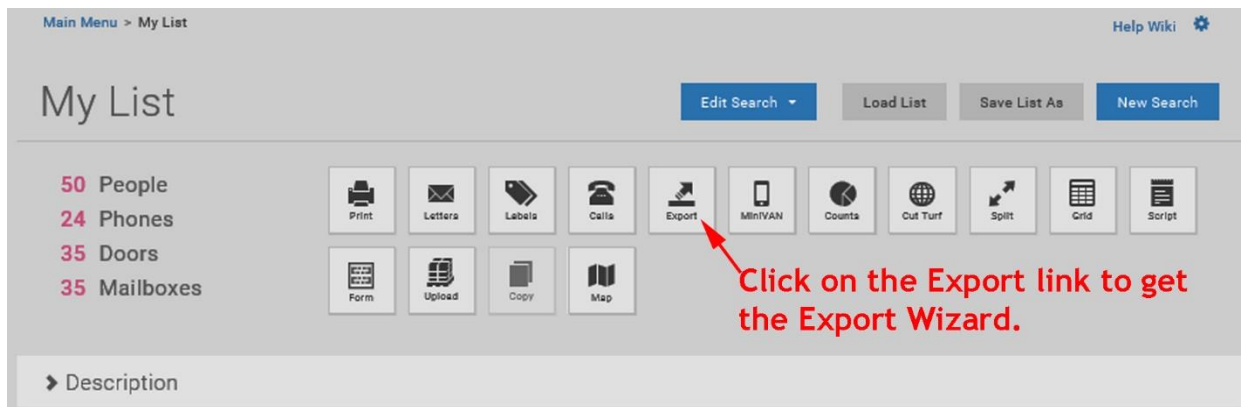 Main Menu > My List
Help Wiki
My List
Edit Search
Load List
Save List As
New Search
50 People
24 Phones
35 Doors
35 Mailboxes
Print
Letters
Labels
Calls
Export
MiniVAN
Counts
Cut Turf
Split
Grid
Script
Form
Upload
Copy
Map
Click on the Export link to get
the Export Wizard.
Description